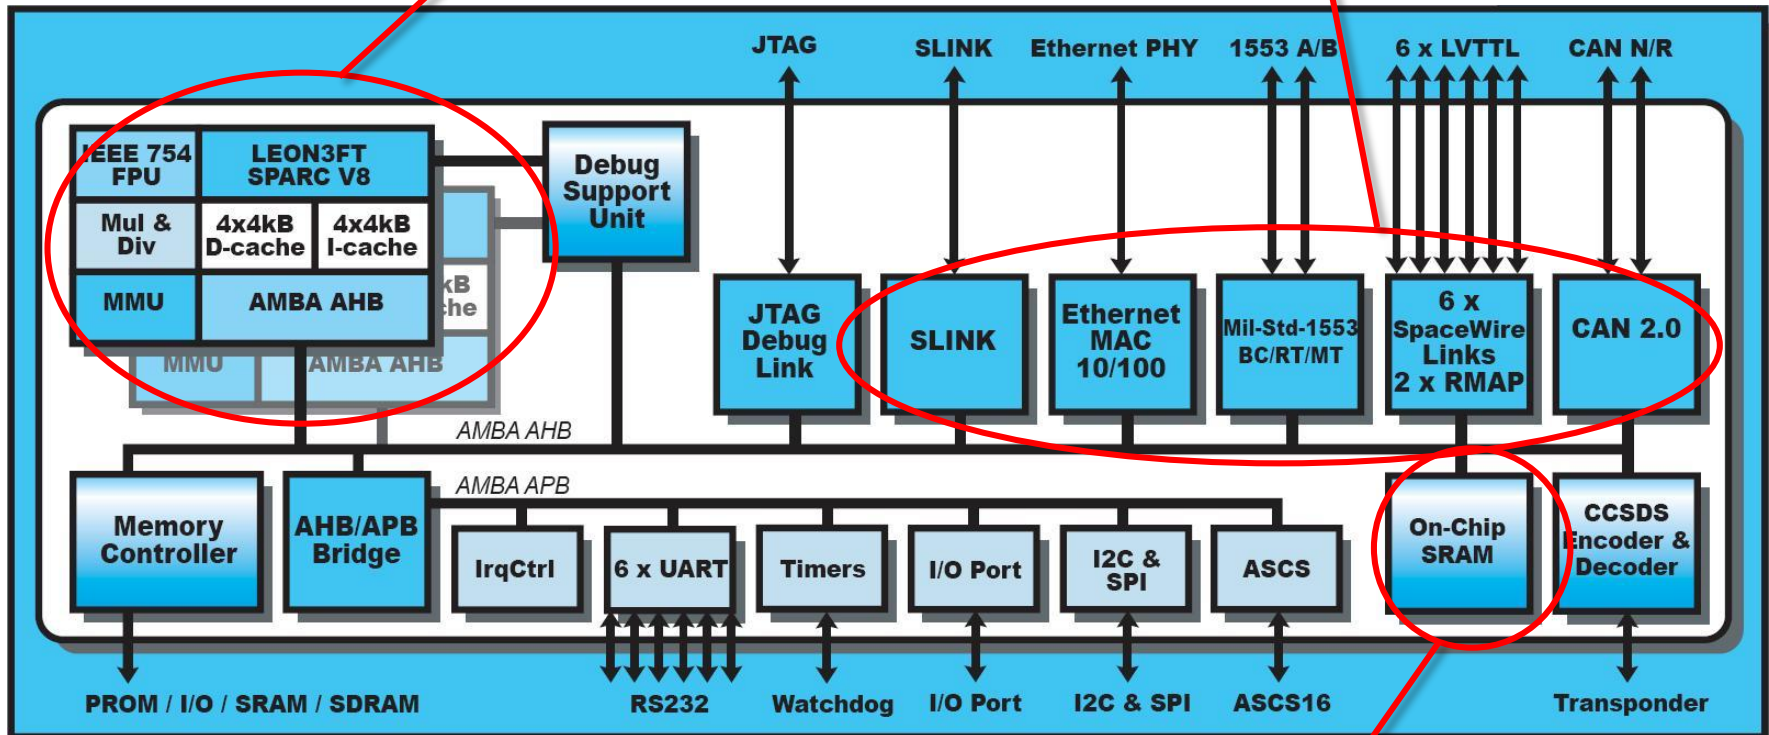 JTAG
SLINK
Ethernet PHY
1553 A/B
6 x LVTTL
CAN N/R
IEEE 754
FPU
LEON3FT
SPARC V8
Mul &
Div
4x4kB
D-cache
4x4kB
I-cache
MMU
AMBA AHB
kB
che
MMU
AMBA AHB
Debug
Support
Unit
JTAG
Debug
Link
SLINK
Ethernet
MAC
10/100
Mil-Std-1553
BC/RT/MT
6 x
SpaceWire
Links
2 x RMAP
CAN 2.0
AMBA AHB
AMBA APB
Memory
Controller
AHB/APB
Bridge
IrqCtrl
6 x UART
Timers
I/O Port
I2C &
SPI
ASCS
On-Chip
SRAM
CCSDS
Encoder &
Decoder
PROM / I/O / SRAM / SDRAM
RS232
Watchdog
I/O Port
I2C & SPI
ASCS16
Transponder